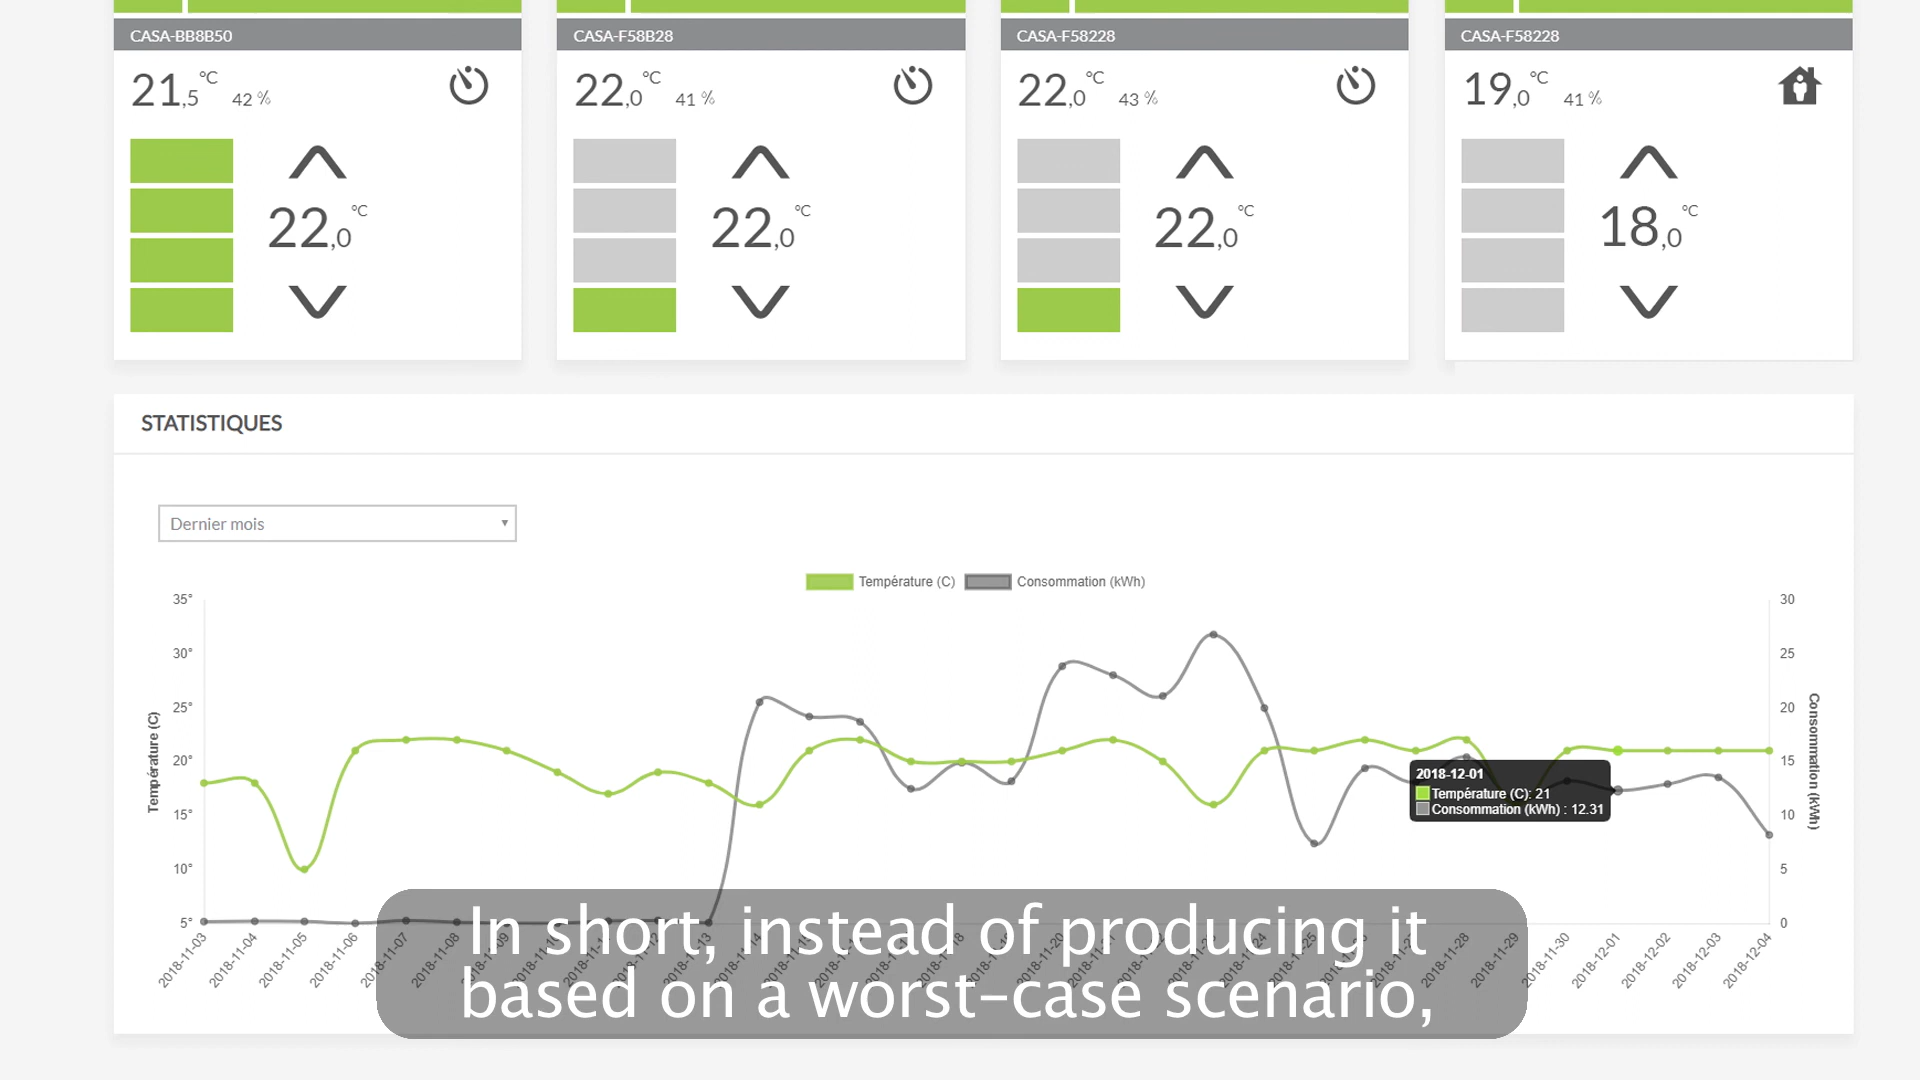 CASA-BB8B50
21,5 °C 42 %
22,0 °C
CASA-F58B28
22,0 °C 41 %
22,0 °C
CASA-F58228
22,0 °C 43 %
22,0 °C
CASA-F58228
19,0 °C 41 %
18,0 °C
STATISTIQUES
Dernier mois
Température (C) Consommation (kWh)
35°
30°
25°
20°
15°
10°
5°
Température (C)
30
25
20
15
10
5
0
Consommation (kWh)
2018-12-01
Température (C): 21
Consommation (kWh) : 12.31
2018-11-03
2018-11-04
2018-11-05
2018-11-06
2018-11-07
2018-11-08
2018-11-28
2018-11-29
2018-11-30
2018-12-01
2018-12-02
2018-12-03
2018-12-04
In short, instead of producing it
based on a worst-case scenario,